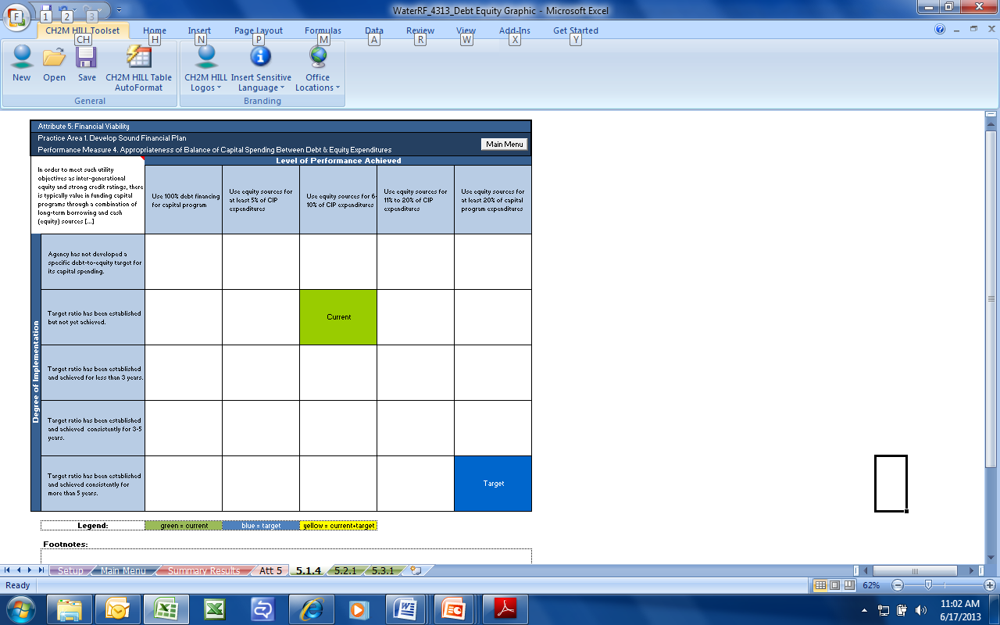 WaterRF_4313_Debt Equity Graphic - Microsoft Excel
F 1 2 3
CH2M HILL Toolset Home Insert Page Layout Formulas Data Review View Add-Ins Get Started
CH H N P M A R W X Y
New Open Save CH2M HILL Table AutoFormat
CH2M HILL Logos Insert Sensitive Language Office Locations
General Branding
Attribute 5: Financial Viability
Practice Area 1. Develop Sound Financial Plan
Performance Measure 4. Appropriateness of Balance of Capital Spending Between Debt & Equity Expenditures
Main Menu
In order to meet such utility
objectives as inter-generational
equity and strong credit ratings, there
is typically value in funding capital
programs through a combination of
long-term borrowing and cash
(equity) sources [...]
Level of Performance Achieved
Use 100% debt financing
for capital program
Use equity sources for
at least 5% of CIP
expenditures
Use equity sources for 6-
10% of CIP expenditures
Use equity sources for
11% to 20% of CIP
expenditures
Use equity sources for
at least 20% of capital
program expenditures
Degree of Implementation
Agency has not developed a
specific debt-to-equity target for
its capital spending.
Target ratio has been established
but not yet achieved.
Current
Target ratio has been established
and achieved for less than 3 years.
Target ratio has been established
and achieved consistently for 3-5
years.
Target ratio has been established
and achieved consistently for
more than 5 years.
Target
Legend: green = current blue = target yellow = current+target
Footnotes:
Setup Main Menu Summary Results Att 5 5.1.4 5.2.1 5.3.1
Ready 62%
11:02 AM
6/17/2013